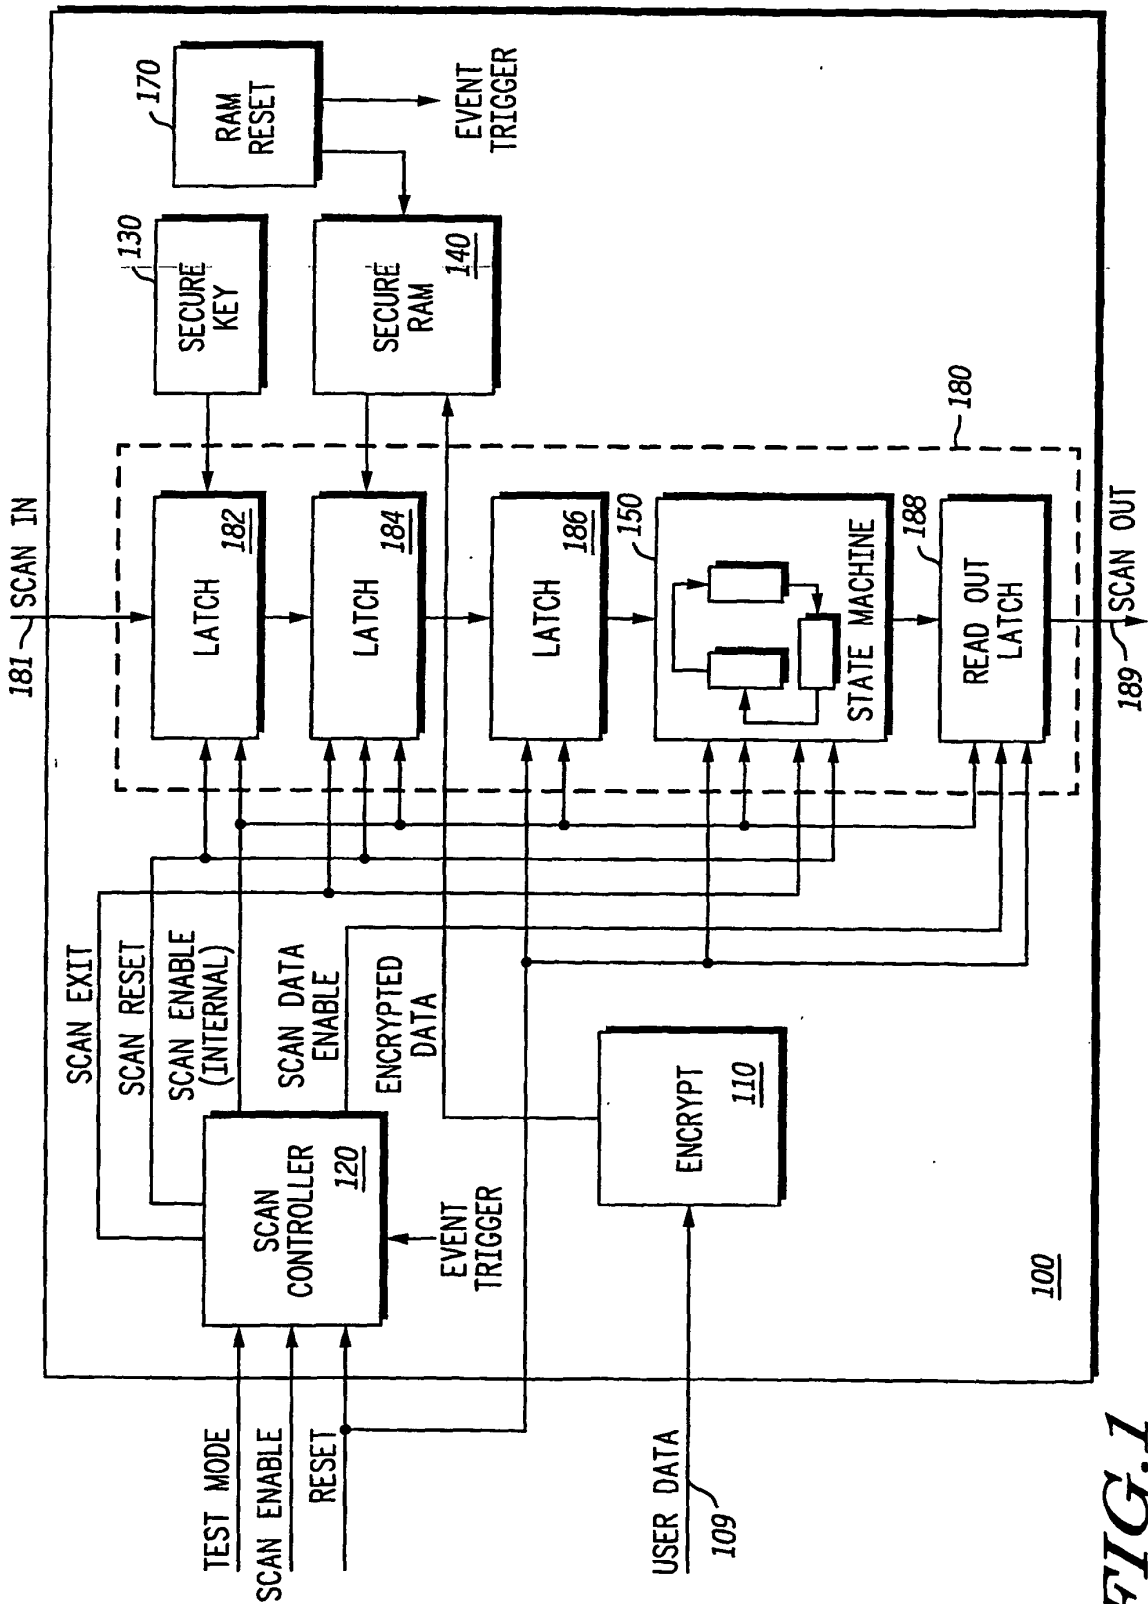 181
SCAN IN
SECURE
KEY
130
RAM
RESET
170
EVENT
TRIGGER
SECURE
RAM
140
LATCH
182
LATCH
184
LATCH
186
150
STATE MACHINE
188
READ OUT
LATCH
180
189
SCAN OUT
SCAN EXIT
SCAN RESET
SCAN ENABLE
(INTERNAL)
SCAN DATA
ENABLE
ENCRYPTED
DATA
SCAN
CONTROLLER
120
EVENT
TRIGGER
ENCRYPT
110
TEST MODE
SCAN ENABLE
RESET
USER DATA
109
100
FIG.1